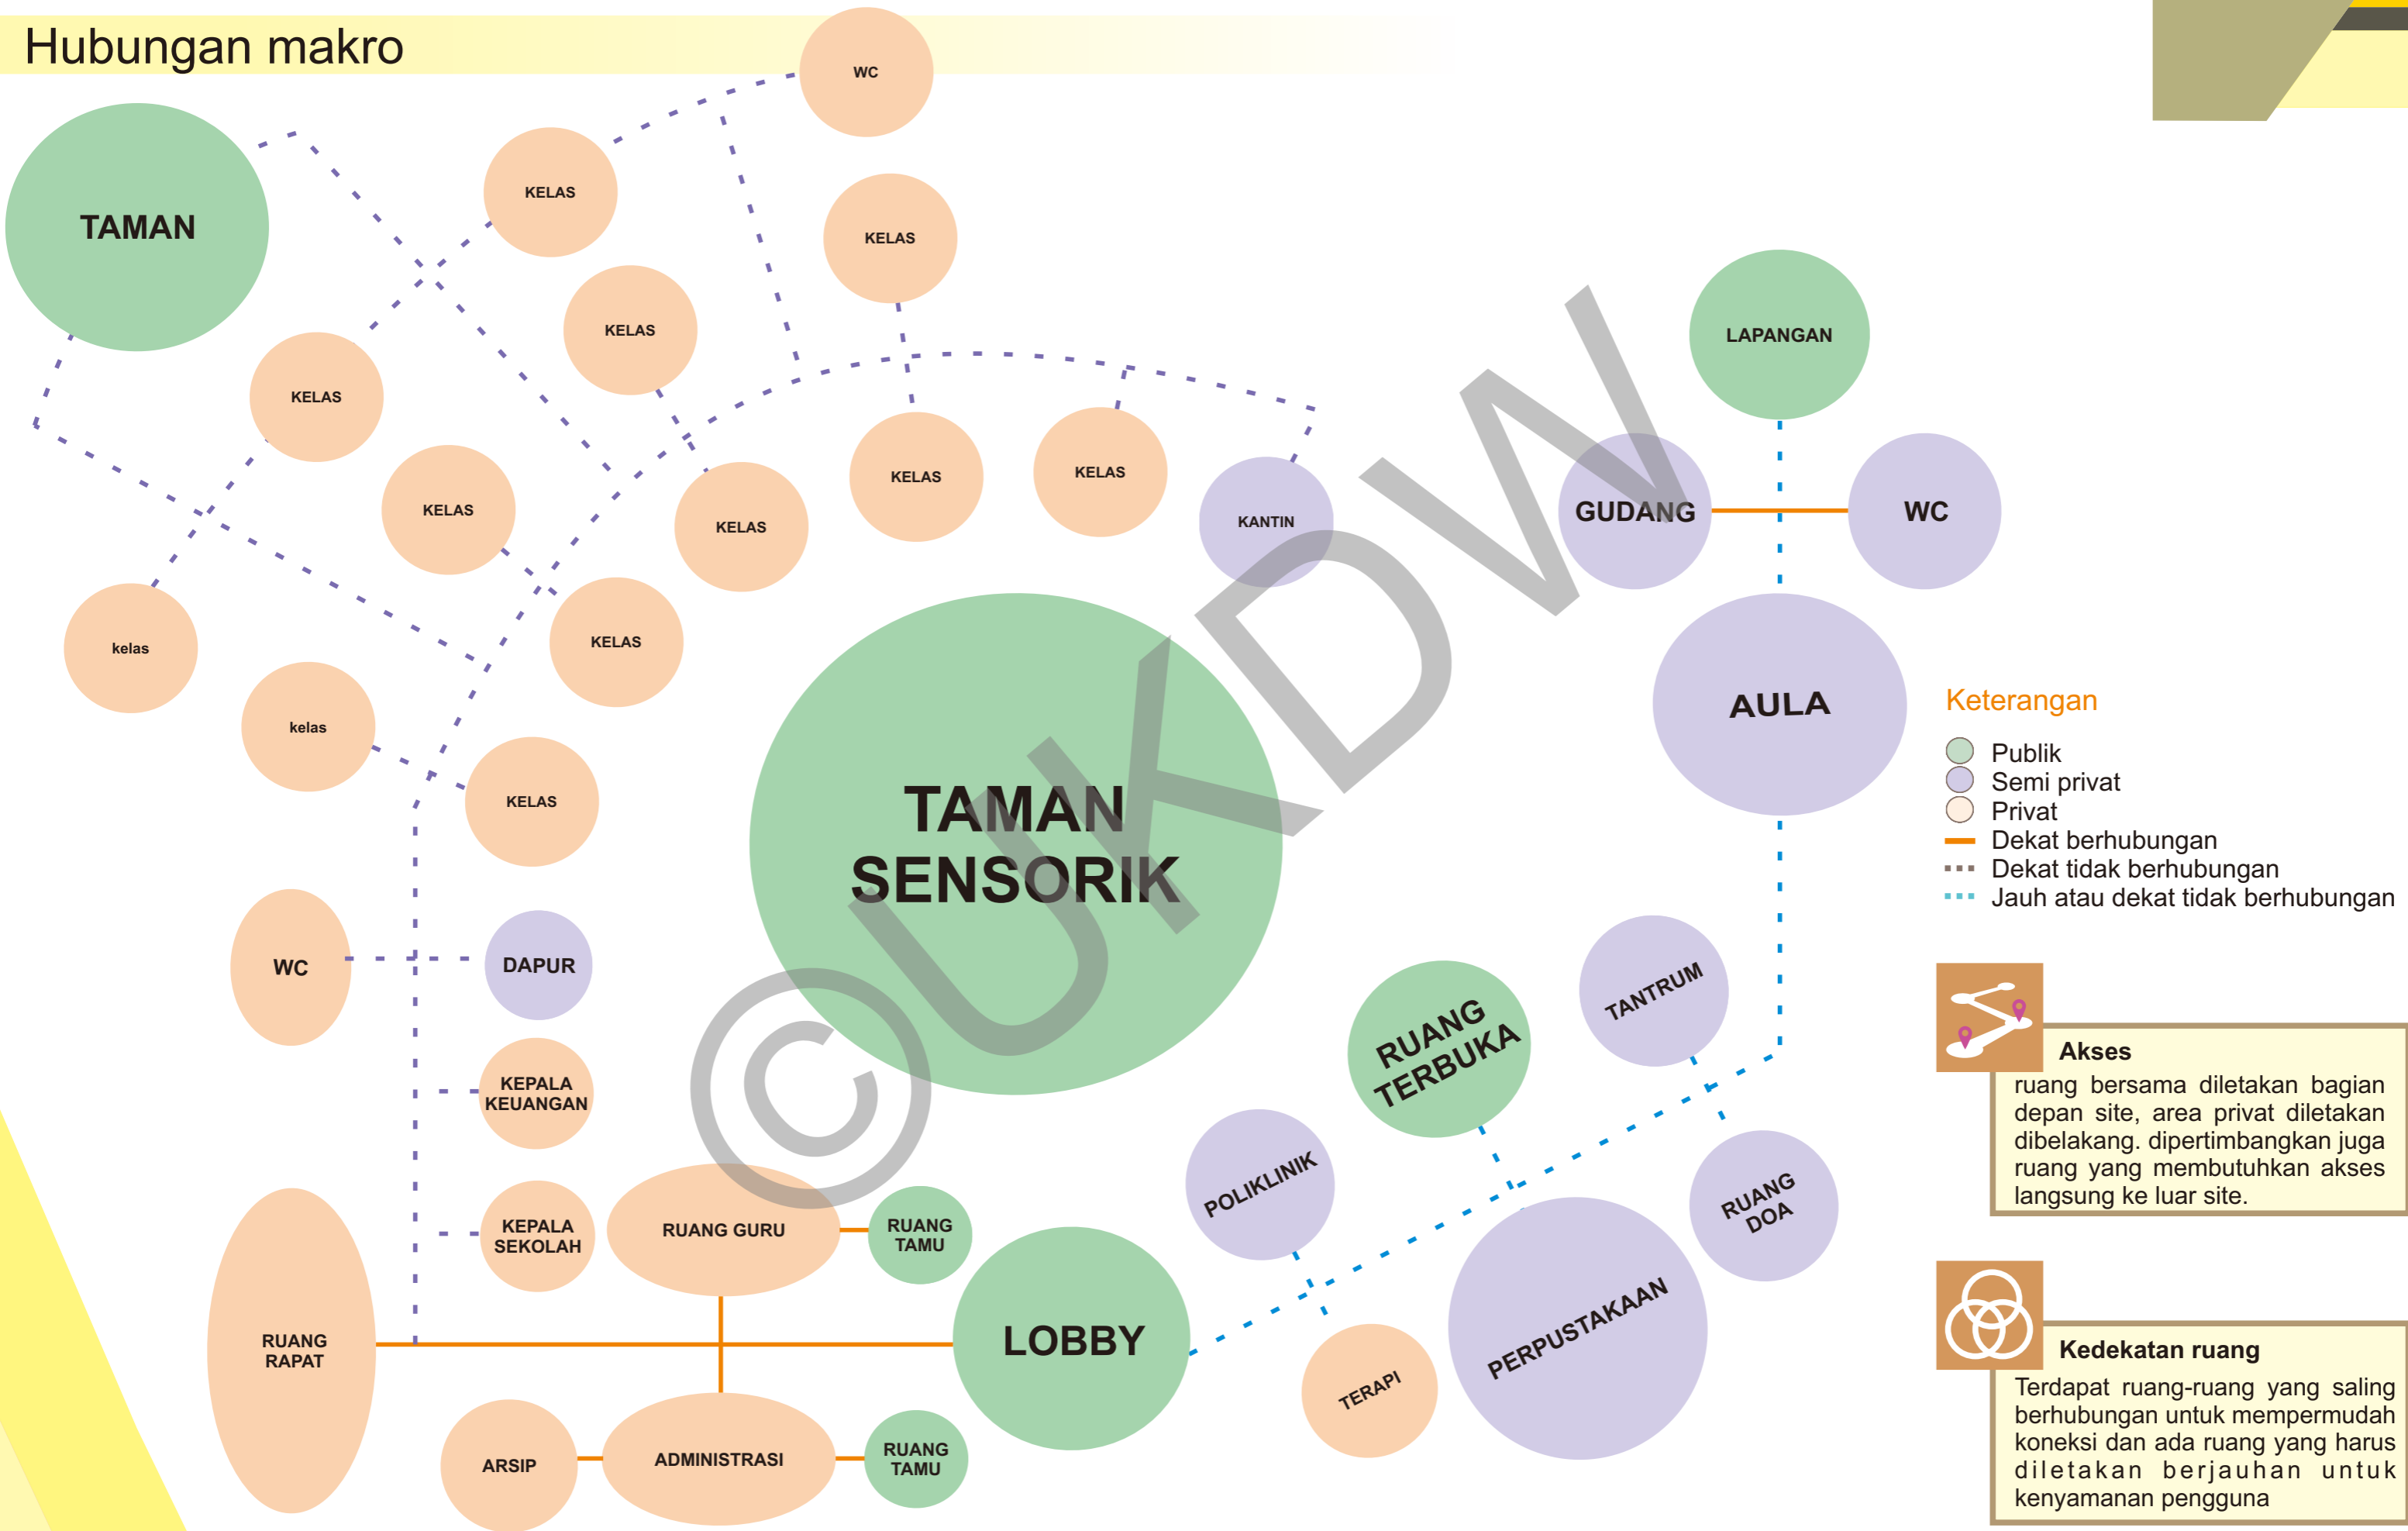 Hubungan makro
WC
TAMAN
KELAS
KELAS
KELAS
LAPANGAN
KELAS
KELAS
KELAS
KELAS
KELAS
KANTIN
GUDANG
WC
kelas
KELAS
kelas
KELAS
TAMAN
SENSORIK
AULA
WC
DAPUR
KEPALA
KEUANGAN
KEPALA
SEKOLAH
RUANG GURU
RUANG
TAMU
RUANG
RAPAT
LOBBY
ARSIP
ADMINISTRASI
RUANG
TAMU
RUANG
TERBUKA
TANTRUM
POLIKLINIK
RUANG
DOA
PERPUSTAKAAN
TERAPI
Keterangan
Publik
Semi privat
Privat
Dekat berhubungan
Dekat tidak berhubungan
Jauh atau dekat tidak berhubungan
Akses
ruang bersama diletakan bagian
depan site, area privat diletakan
dibelakang. dipertimbangkan juga
ruang yang membutuhkan akses
langsung ke luar site.
Kedekatan ruang
Terdapat ruang-ruang yang saling
berhubungan untuk mempermudah
koneksi dan ada ruang yang harus
diletakan berjauhan untuk
kenyamanan pengguna
©UKDW